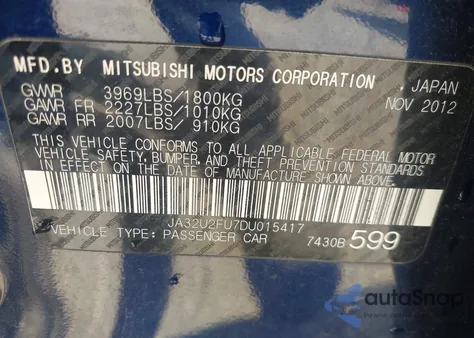 MFD.BY MITSUBISHI MOTORS CORPORATION, JAPAN
GVWR 3969LBS/1800KG NOV 2012
GAWR FR 2227LBS/1010KG
GAWR RR 2007LBS/ 910KG
THIS VEHICLE CONFORMS TO ALL APPLICABLE FEDERAL MOTOR
VEHICLE SAFETY, BUMPER, AND THEFT PREVENTION STANDARDS
IN EFFECT ON THE DATE OF MANUFACTURE SHOWN ABOVE.
JA32U2FU7DU015417
VEHICLE TYPE: PASSENGER CAR 7430B 599
autoSnap